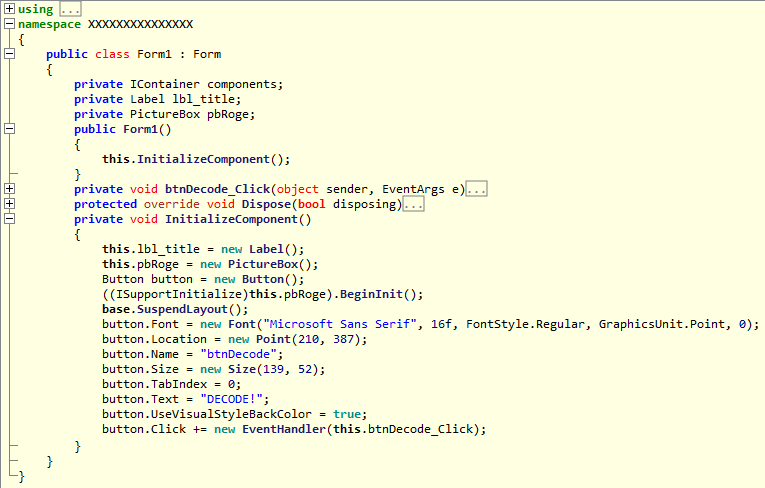 using ...
namespace XXXXXXXXXXXXXXX
{
    public class Form1 : Form
    {
        private IContainer components;
        private Label lbl_title;
        private PictureBox pbRoge;
        public Form1()
        {
            this.InitializeComponent();
        }
        private void btnDecode_Click(object sender, EventArgs e)...
        protected override void Dispose(bool disposing)...
        private void InitializeComponent()
        {
            this.lbl_title = new Label();
            this.pbRoge = new PictureBox();
            Button button = new Button();
            ((ISupportInitialize)this.pbRoge).BeginInit();
            base.SuspendLayout();
            button.Font = new Font("Microsoft Sans Serif", 16f, FontStyle.Regular, GraphicsUnit.Point, 0);
            button.Location = new Point(210, 387);
            button.Name = "btnDecode";
            button.Size = new Size(139, 52);
            button.TabIndex = 0;
            button.Text = "DECODE!";
            button.UseVisualStyleBackColor = true;
            button.Click += new EventHandler(this.btnDecode_Click);
        }
    }
}